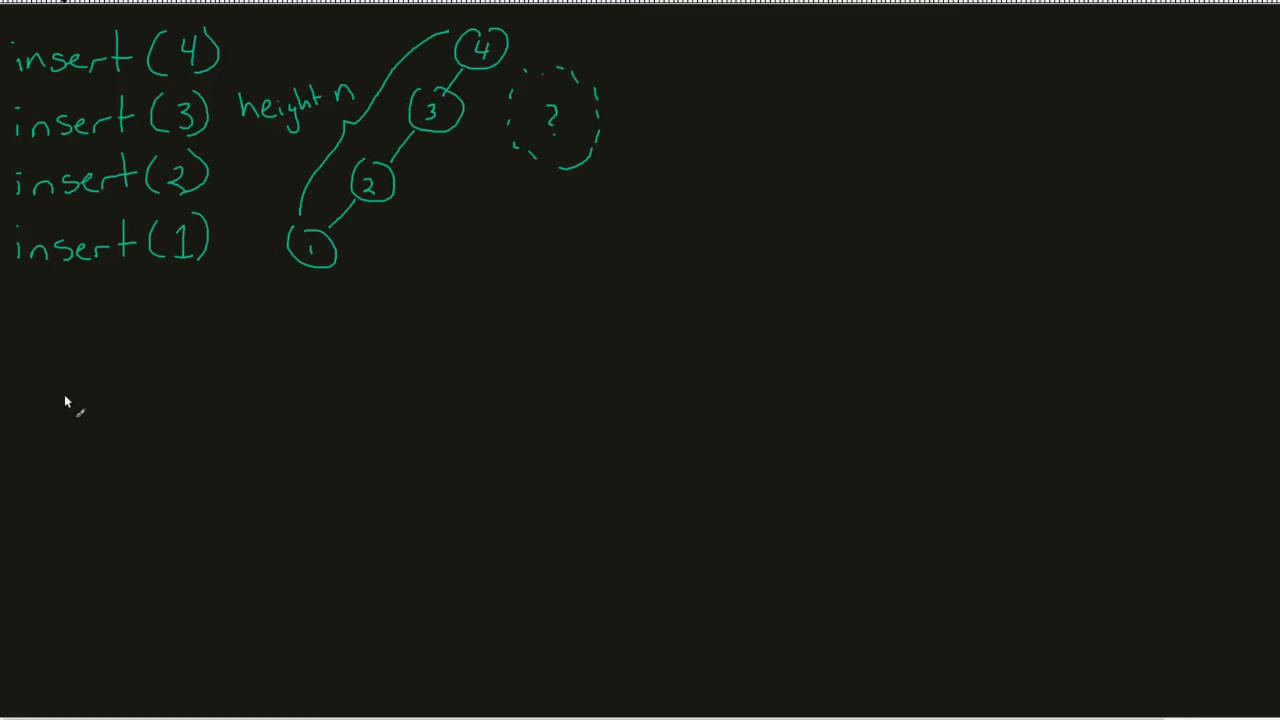 insert (4)
insert (3)
insert (2)
insert (1)
height n
4
3
?
2
1